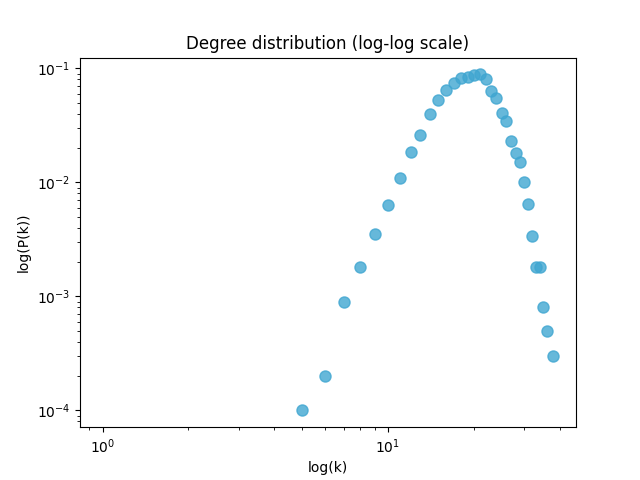 Degree distribution (log-log scale)
log(P(k))
10⁻¹
10⁻²
10⁻³
10⁻⁴
10⁰
10¹
log(k)